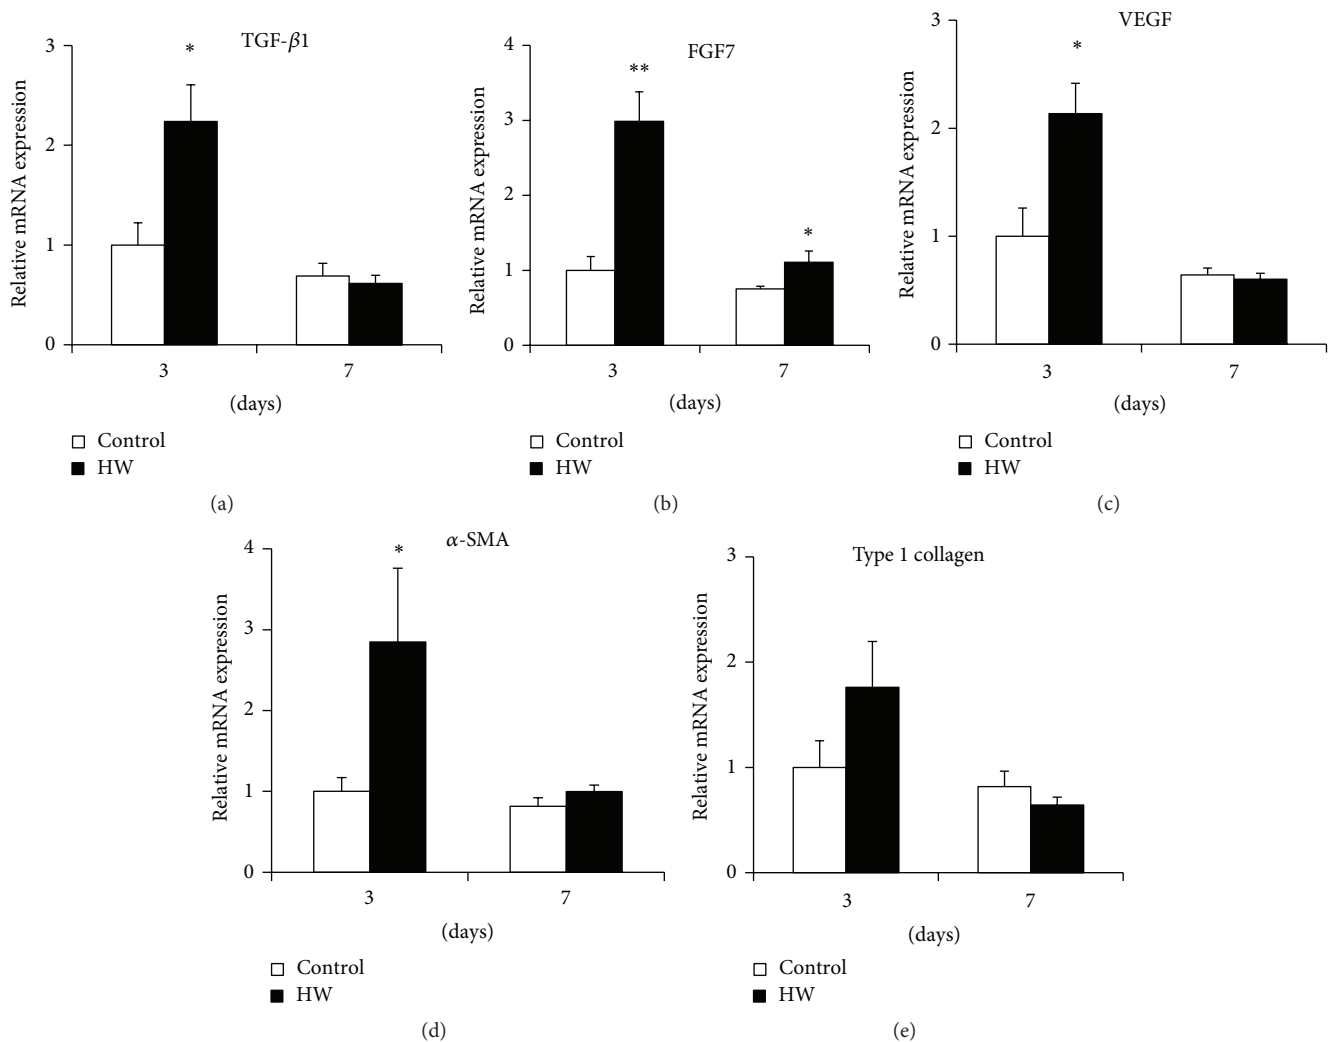 TGF-β1
*
Relative mRNA expression
3
2
1
0
3 7
(days)
Control
HW
(a)
FGF7
**
*
Relative mRNA expression
4
3
2
1
0
3 7
(days)
Control
HW
(b)
VEGF
*
Relative mRNA expression
3
2
1
0
3 7
(days)
Control
HW
(c)
α-SMA
*
Relative mRNA expression
4
3
2
1
0
3 7
(days)
Control
HW
(d)
Type 1 collagen
Relative mRNA expression
3
2
1
0
3 7
(days)
Control
HW
(e)